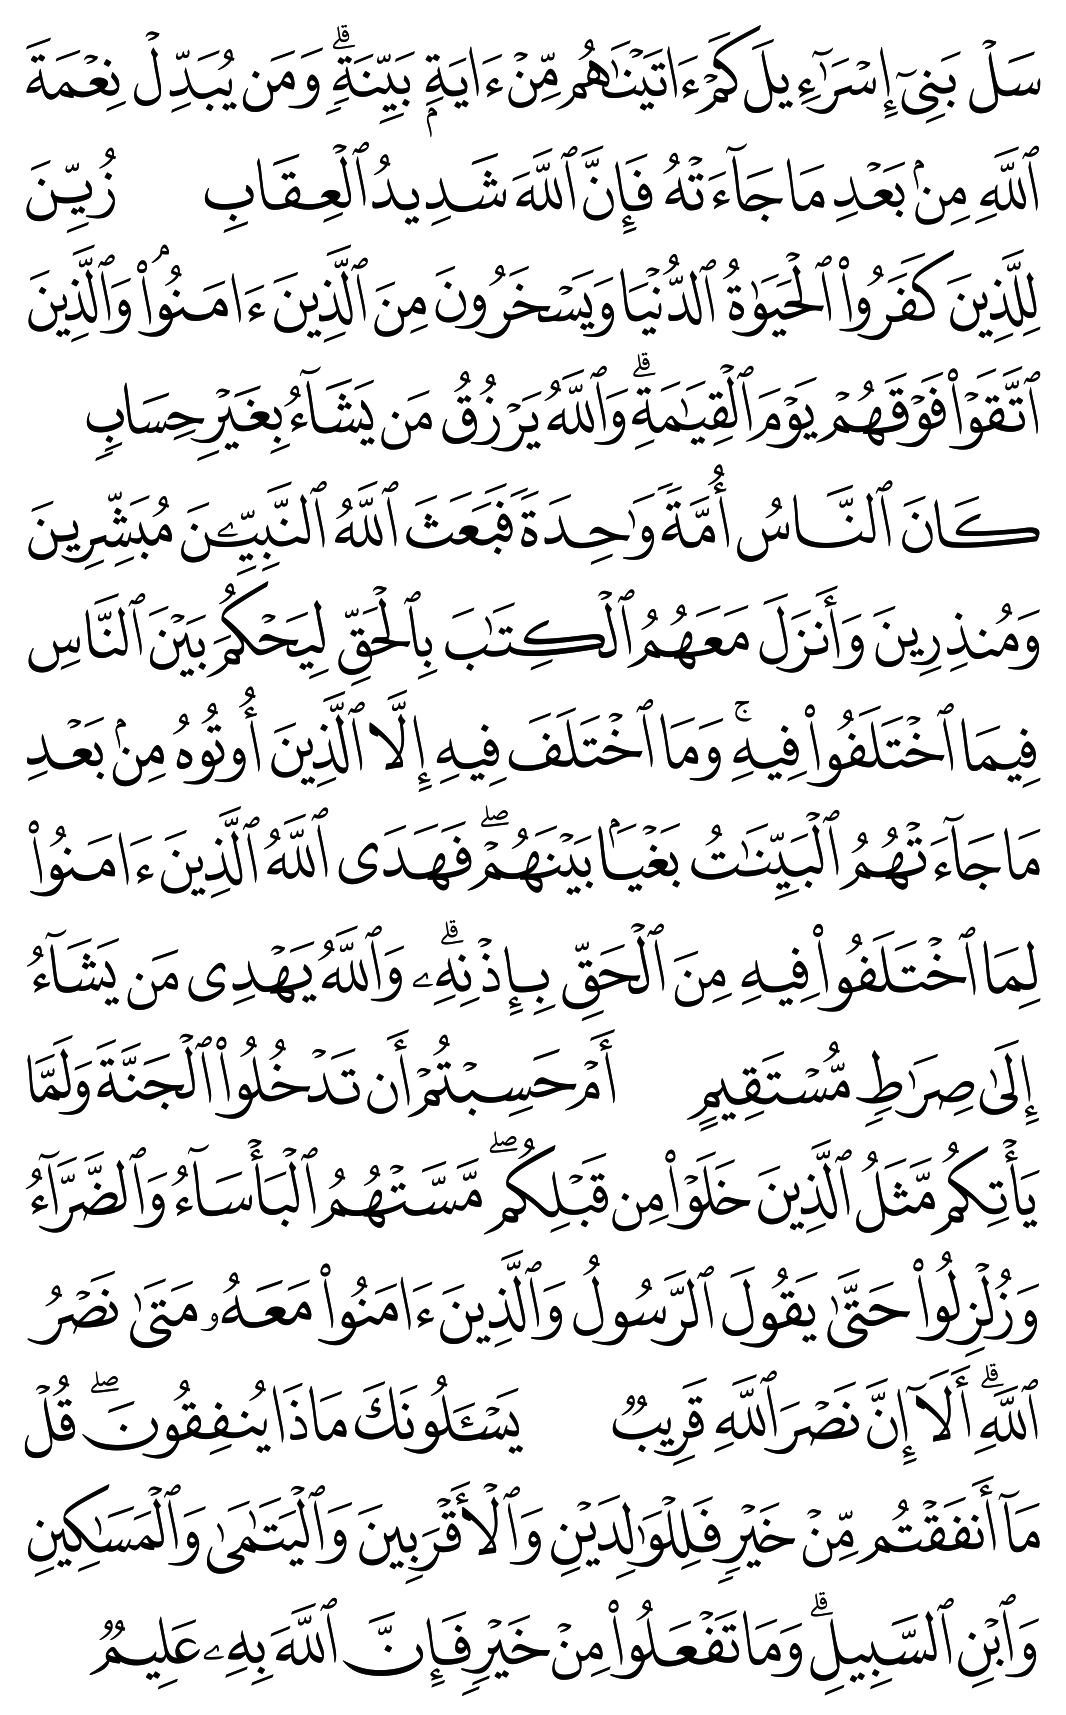 سَلۡ بَنِيٓ إِسۡرَٰٓءِيلَ كَمۡ ءَاتَيۡنَٰهُم مِّنۡ ءَايَةِۭ بَيِّنَةٖۗ وَمَن يُبَدِّلۡ نِعۡمَةَ
ٱللَّهِ مِنۢ بَعۡدِ مَا جَآءَتۡهُ فَإِنَّ ٱللَّهَ شَدِيدُ ٱلۡعِقَابِ زُيِّنَ
لِلَّذِينَ كَفَرُواْ ٱلۡحَيَوٰةُ ٱلدُّنۡيَا وَيَسۡخَرُونَ مِنَ ٱلَّذِينَ ءَامَنُواْۘ وَٱلَّذِينَ
ٱتَّقَوۡاْ فَوۡقَهُمۡ يَوۡمَ ٱلۡقِيَٰمَةِۗ وَٱللَّهُ يَرۡزُقُ مَن يَشَآءُ بِغَيۡرِ حِسَابٖ
كَانَ ٱلنَّاسُ أُمَّةٗ وَٰحِدَةٗ فَبَعَثَ ٱللَّهُ ٱلنَّبِيِّـۧنَ مُبَشِّرِينَ
وَمُنذِرِينَ وَأَنزَلَ مَعَهُمُ ٱلۡكِتَٰبَ بِٱلۡحَقِّ لِيَحۡكُمَ بَيۡنَ ٱلنَّاسِ
فِيمَا ٱخۡتَلَفُواْ فِيهِۚ وَمَا ٱخۡتَلَفَ فِيهِ إِلَّا ٱلَّذِينَ أُوتُوهُ مِنۢ بَعۡدِ
مَا جَآءَتۡهُمُ ٱلۡبَيِّنَٰتُ بَغۡيَۢا بَيۡنَهُمۡۖ فَهَدَى ٱللَّهُ ٱلَّذِينَ ءَامَنُواْ
لِمَا ٱخۡتَلَفُواْ فِيهِ مِنَ ٱلۡحَقِّ بِإِذۡنِهِۦۗ وَٱللَّهُ يَهۡدِي مَن يَشَآءُ
إِلَىٰ صِرَٰطٖ مُّسۡتَقِيمٍ أَمۡ حَسِبۡتُمۡ أَن تَدۡخُلُواْ ٱلۡجَنَّةَ وَلَمَّا
يَأۡتِكُم مَّثَلُ ٱلَّذِينَ خَلَوۡاْ مِن قَبۡلِكُمۖ مَّسَّتۡهُمُ ٱلۡبَأۡسَآءُ وَٱلضَّرَّآءُ
وَزُلۡزِلُواْ حَتَّىٰ يَقُولَ ٱلرَّسُولُ وَٱلَّذِينَ ءَامَنُواْ مَعَهُۥ مَتَىٰ نَصۡرُ
ٱللَّهِۗ أَلَآ إِنَّ نَصۡرَ ٱللَّهِ قَرِيبٞ يَسۡـَٔلُونَكَ مَاذَا يُنفِقُونَۖ قُلۡ
مَآ أَنفَقۡتُم مِّنۡ خَيۡرٖ فَلِلۡوَٰلِدَيۡنِ وَٱلۡأَقۡرَبِينَ وَٱلۡيَتَٰمَىٰ وَٱلۡمَسَٰكِينِ
وَٱبۡنِ ٱلسَّبِيلِۗ وَمَا تَفۡعَلُواْ مِنۡ خَيۡرٖ فَإِنَّ ٱللَّهَ بِهِۦ عَلِيمٞ